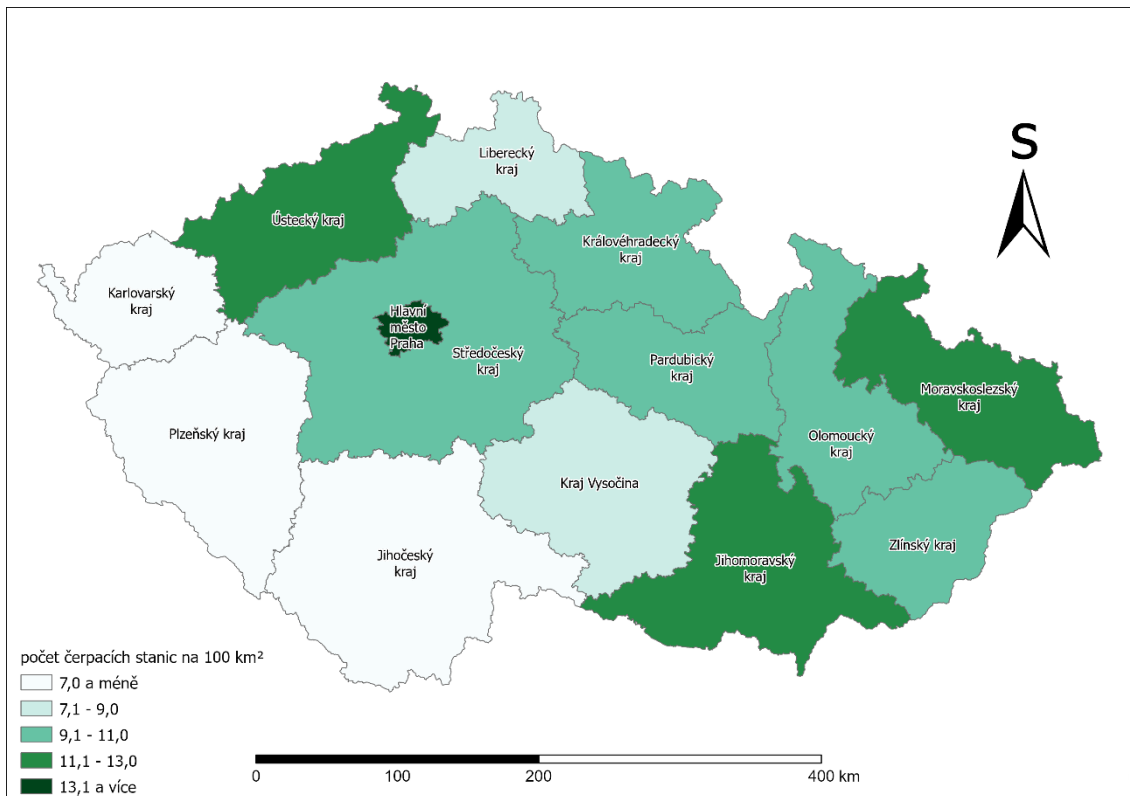 S
Liberecký
kraj
Ústecký kraj
Královéhradecký
kraj
Karlovarský
kraj
Hlavní
město
Praha
Středočeský
kraj
Pardubický
kraj
Moravskoslezský
kraj
Plzeňský kraj
Olomoucký
kraj
Kraj Vysočina
Zlínský kraj
Jihočeský
kraj
Jihomoravský
kraj
počet čerpacích stanic na 100 km²
7,0 a méně
7,1 - 9,0
9,1 - 11,0
11,1 - 13,0
13,1 a více
0 100 200 400 km